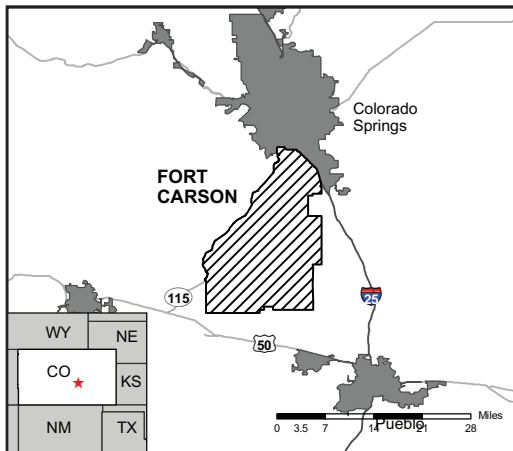 Colorado
Springs
FORT
CARSON
115
25
50
WY
NE
CO
KS
NM
TX
Miles
Pueblo
0 3.5 7 14 21 28